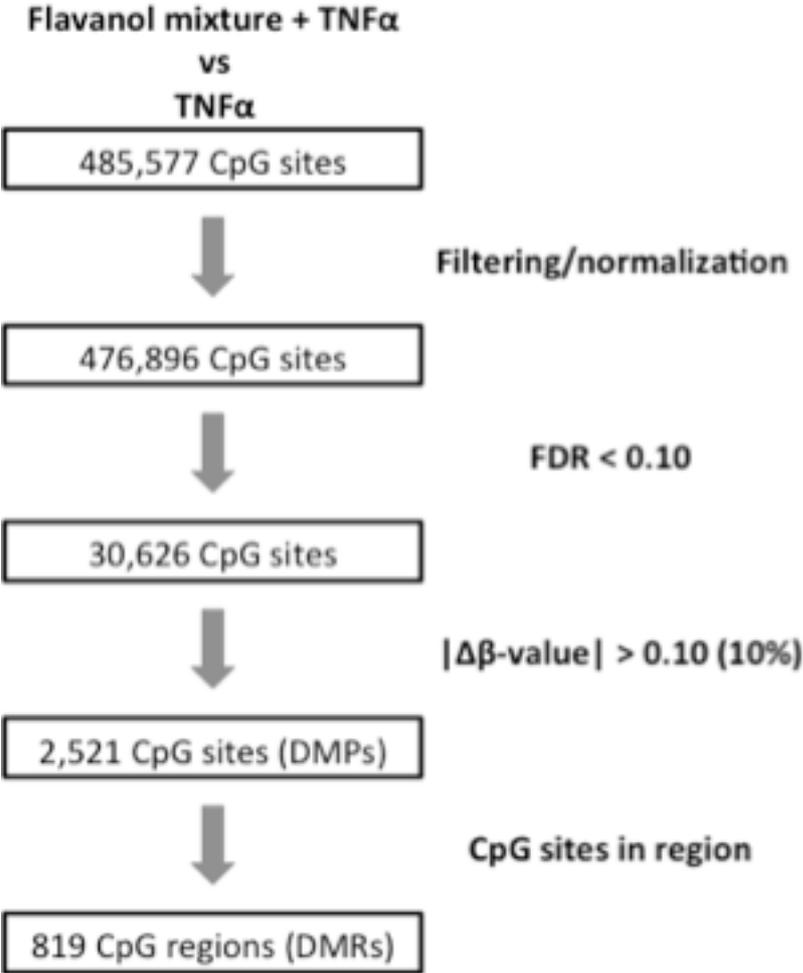 Flavanol mixture + TNFα
vs
TNFα
485,577 CpG sites
Filtering/normalization
476,896 CpG sites
FDR < 0.10
30,626 CpG sites
|Δβ-value| > 0.10 (10%)
2,521 CpG sites (DMPs)
CpG sites in region
819 CpG regions (DMRs)